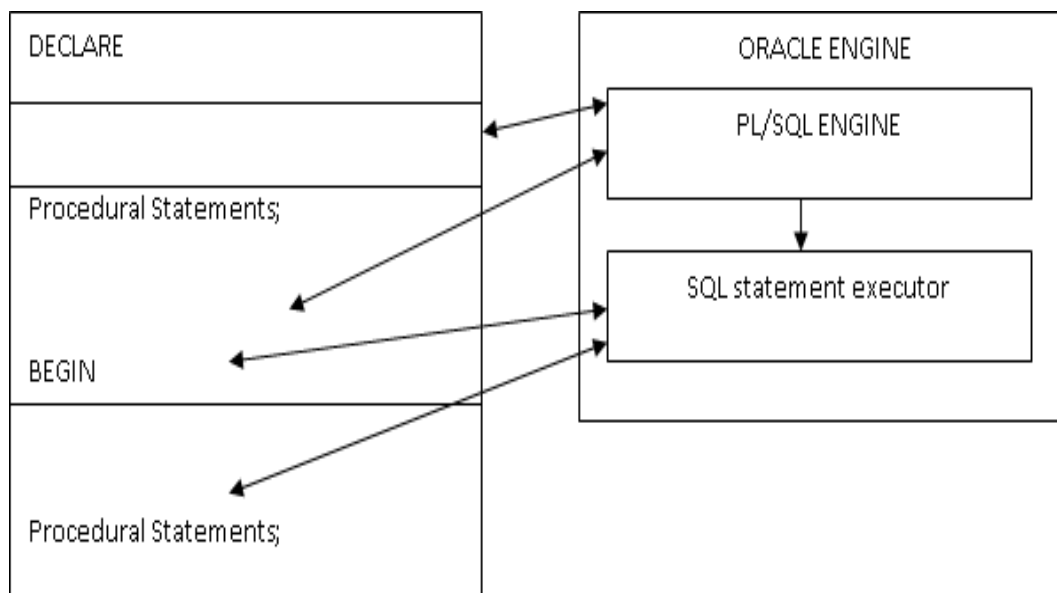 DECLARE
Procedural Statements;
BEGIN
Procedural Statements;
ORACLE ENGINE
PL/SQL ENGINE
SQL statement executor